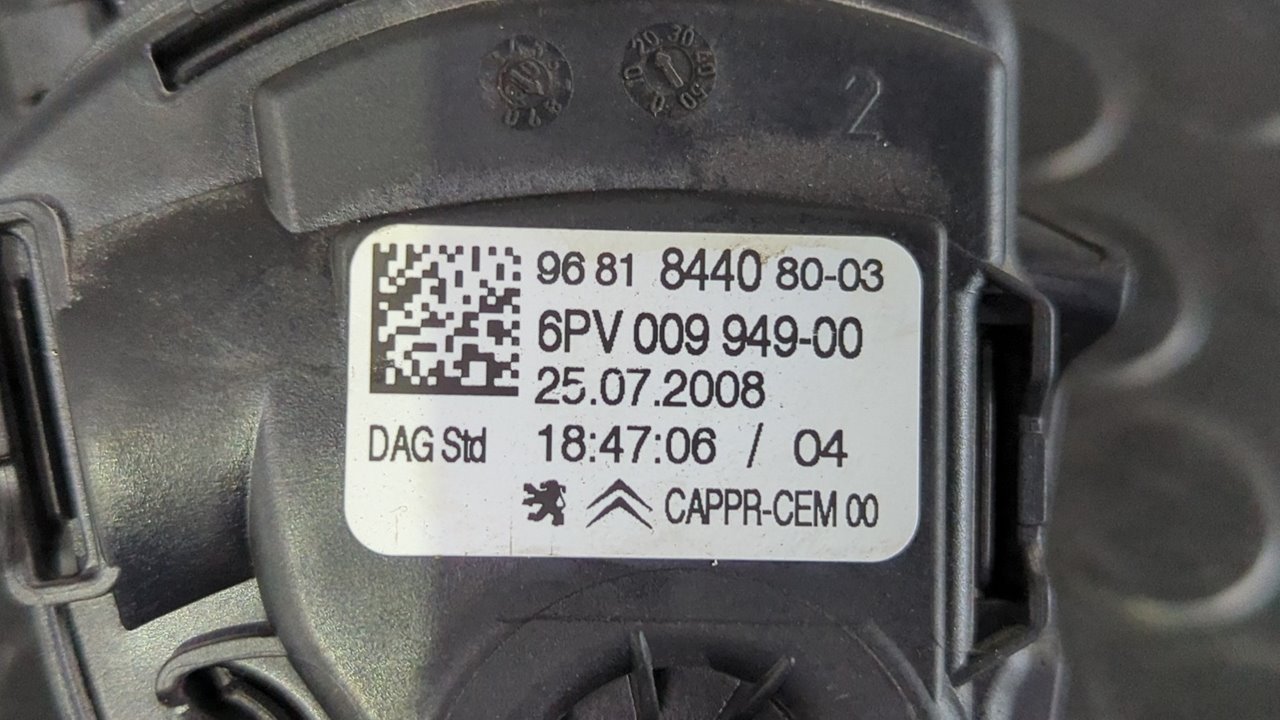 2
96 81 8440 80-03
6PV 009 949-00
25.07.2008
DAG Std 18:47:06 / 04
CAPPR-CEM 00